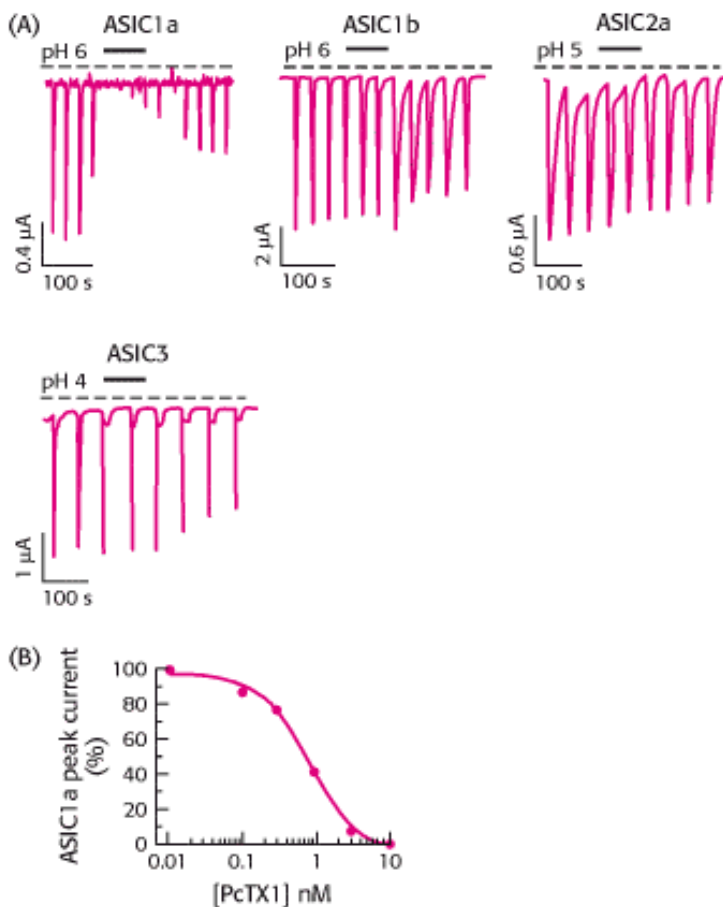 (A)
ASIC1a
pH 6
0.4 µA
100 s
ASIC1b
pH 6
2 µA
100 s
ASIC2a
pH 5
0.6 µA
100 s
ASIC3
pH 4
1 µA
100 s
(B)
ASIC1a peak current
(%)
100
80
60
40
20
0
0.01
0.1
1
10
[PcTX1] nM